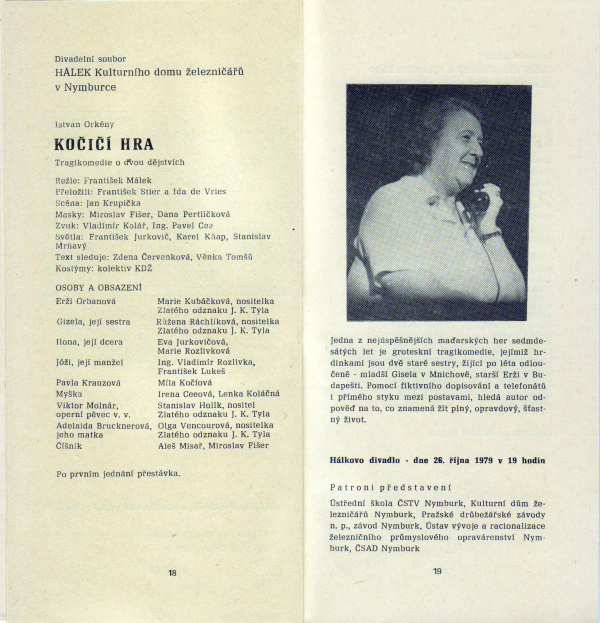 Divadelní soubor
HÁLEK Kulturního domu železničářů
v Nymburce
Istvan Orkény
KOČIČÍ HRA
Tragikomedie o dvou dějstvích
Režie: František Málek
Přeložili: František Stier a Ida de Vries
Scéna: Jan Krupička
Masky: Miroslav Fišer, Dana Pertlíčková
Zvuk: Vladimír Kolář, Ing. Pavel Cee
Světla: František Jurkovič, Karel Kňap, Stanislav
Mrňavý
Text sleduje: Zdena Červenková, Věnka Tomšů
Kostýmy: kolektiv KDŽ
OSOBY A OBSAZENÍ
Erži Orbanová Marie Kubáčková, nositelka
Zlatého odznaku J. K. Tyla
Gizela, její sestra Růžena Ráchlíková, nositelka
Zlatého odznaku J. K. Tyla
Ilona, její dcera Eva Jurkovičová,
Marie Rozlivková
Jóži, její manžel Ing. Vladimír Rozlivka,
František Lukeš
Pavla Krauzová Míla Kočíová
Myška Irena Ceeová, Lenka Koláčná
Viktor Molnár, Stanislav Holík, nositel
operní pěvec v. v. Zlatého odznaku J. K. Tyla
Adelaida Brucknerová, Olga Vencourová, nositelka
jeho matka Zlatého odznaku J. K. Tyla
Číšník Aleš Misař, Miroslav Fišer
Po prvním jednání přestávka.
18
Jedna z nejúspěšnějších maďarských her sedmde-
sátých let je groteskní tragikomedie, jejímiž hr-
dinkami jsou dvě staré sestry, žijící po léta odlou-
čeně - mladší Gisela v Mnichově, starší Erži v Bu-
dapešti. Pomocí fiktivního dopisování a telefonátů
i přímého styku mezi postavami, hledá autor od-
pověď na to, co znamená žít plný, opravdový, šťast-
ný život.
Hálkovo divadlo - dne 26. října 1979 v 19 hodin
Patroni představení
Ústřední škola ČSTV Nymburk, Kulturní dům že-
lezničářů Nymburk, Pražské drůbežářské závody
n. p., závod Nymburk, Ústav vývoje a racionalizace
železničního průmyslového opravárenství Nym-
burk, ČSAD Nymburk
19